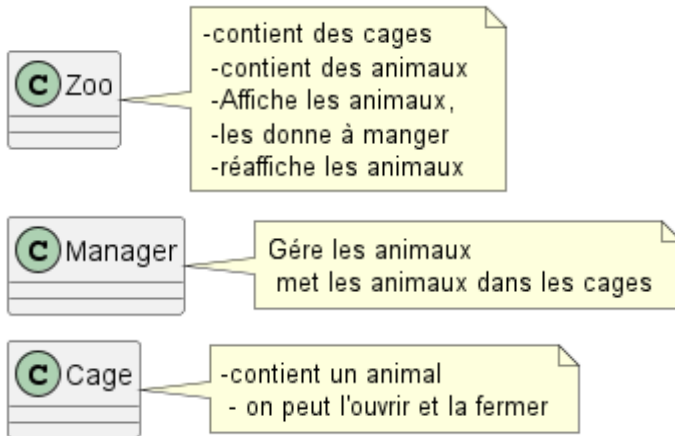 C Zoo
-contient des cages
-contient des animaux
-Affiche les animaux,
-les donne à manger
-réaffiche les animaux
C Manager
Gére les animaux
met les animaux dans les cages
C Cage
-contient un animal
- on peut l'ouvrir et la fermer